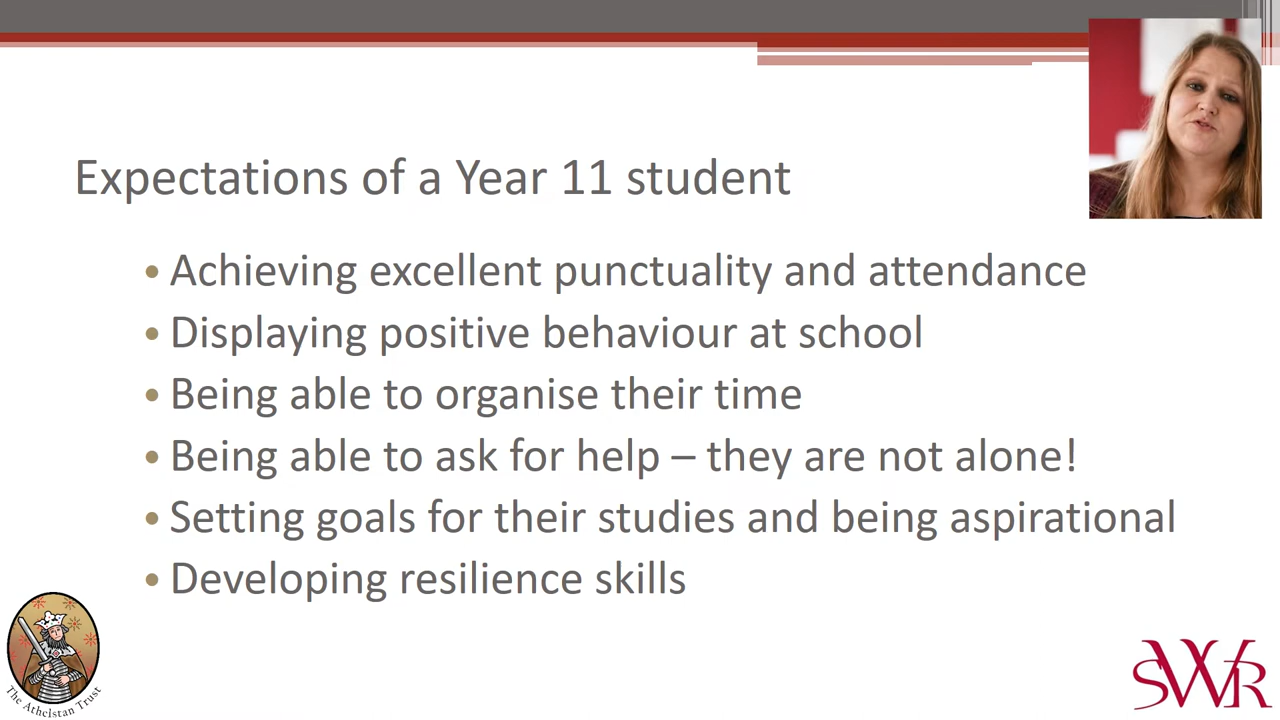 Expectations of a Year 11 student
• Achieving excellent punctuality and attendance
• Displaying positive behaviour at school
• Being able to organise their time
• Being able to ask for help – they are not alone!
• Setting goals for their studies and being aspirational
• Developing resilience skills
The Athelstan Trust
SWR